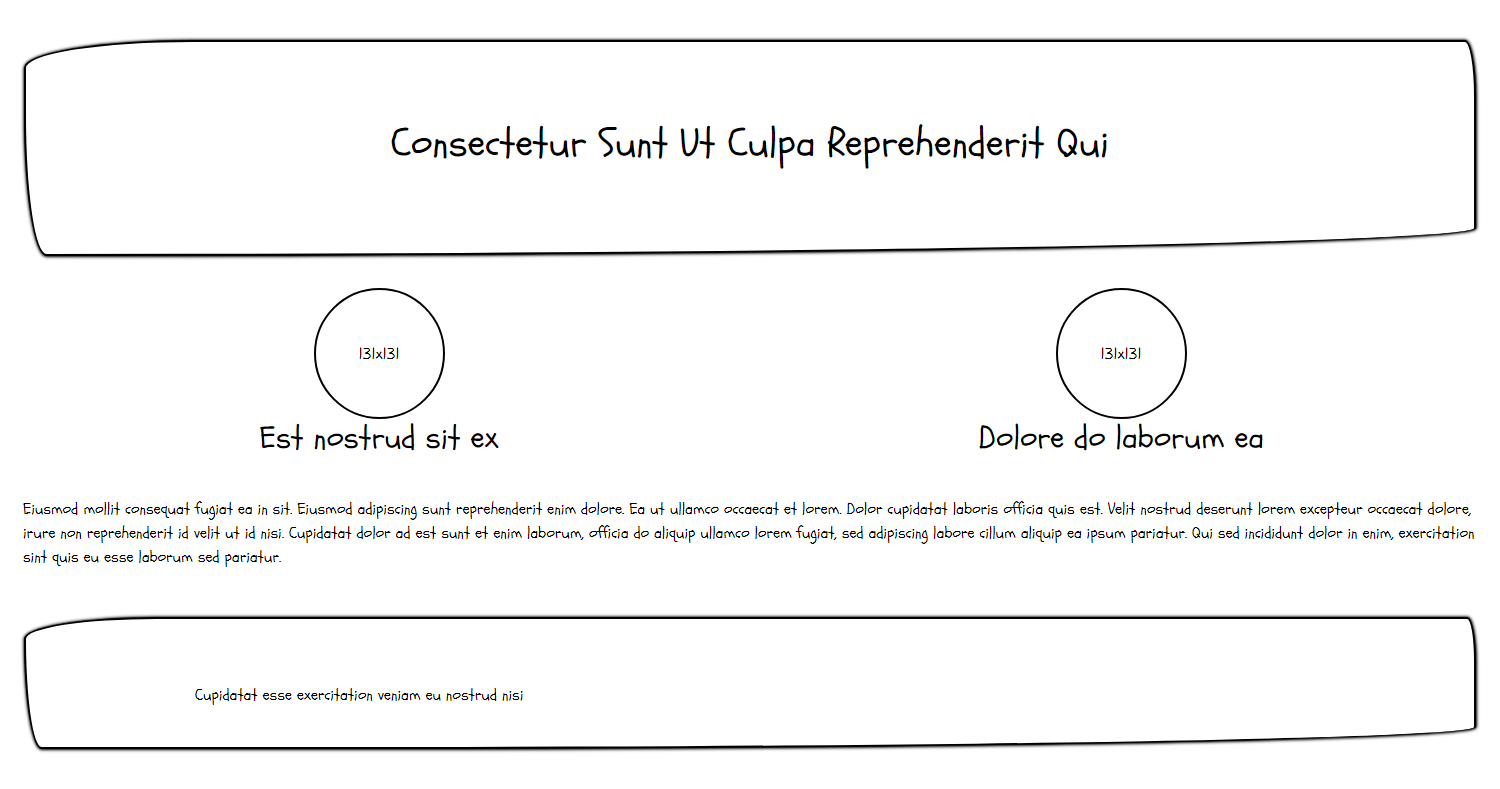 Consectetur Sunt Ut Culpa Reprehenderit Qui
131x131
131x131
Est nostrud sit ex
Dolore do laborum ea
Eiusmod mollit consequat fugiat ea in sit. Eiusmod adipiscing sunt reprehenderit enim dolore. Ea ut ullamco occaecat et lorem. Dolor cupidatat laboris officia quis est. Velit nostrud deserunt lorem excepteur occaecat dolore,
irure non reprehenderit id velit ut id nisi. Cupidatat dolor ad est sunt et enim laborum, officia do aliquip ullamco lorem fugiat, sed adipiscing labore cillum aliquip ea ipsum pariatur. Qui sed incididunt dolor in enim, exercitation
sint quis eu esse laborum sed pariatur.
Cupidatat esse exercitation veniam eu nostrud nisi